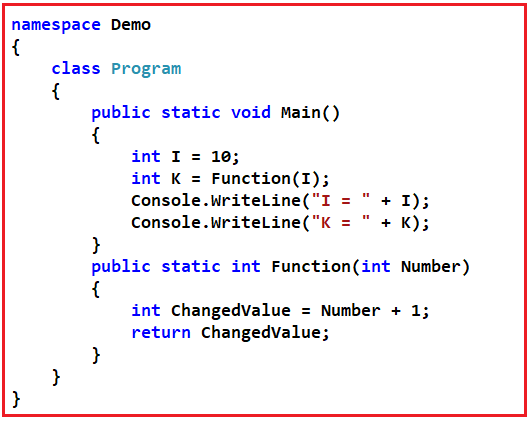 namespace Demo
{
    class Program
    {
        public static void Main()
        {
            int I = 10;
            int K = Function(I);
            Console.WriteLine("I = " + I);
            Console.WriteLine("K = " + K);
        }
        public static int Function(int Number)
        {
            int ChangedValue = Number + 1;
            return ChangedValue;
        }
    }
}